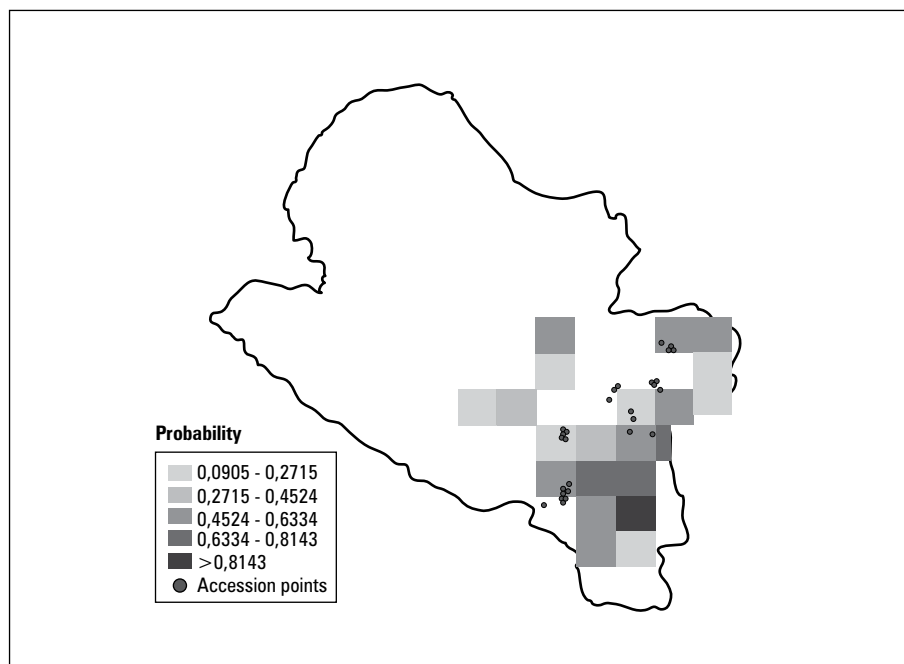 Probability
0,0905 - 0,2715
0,2715 - 0,4524
0,4524 - 0,6334
0,6334 - 0,8143
>0,8143
Accession points